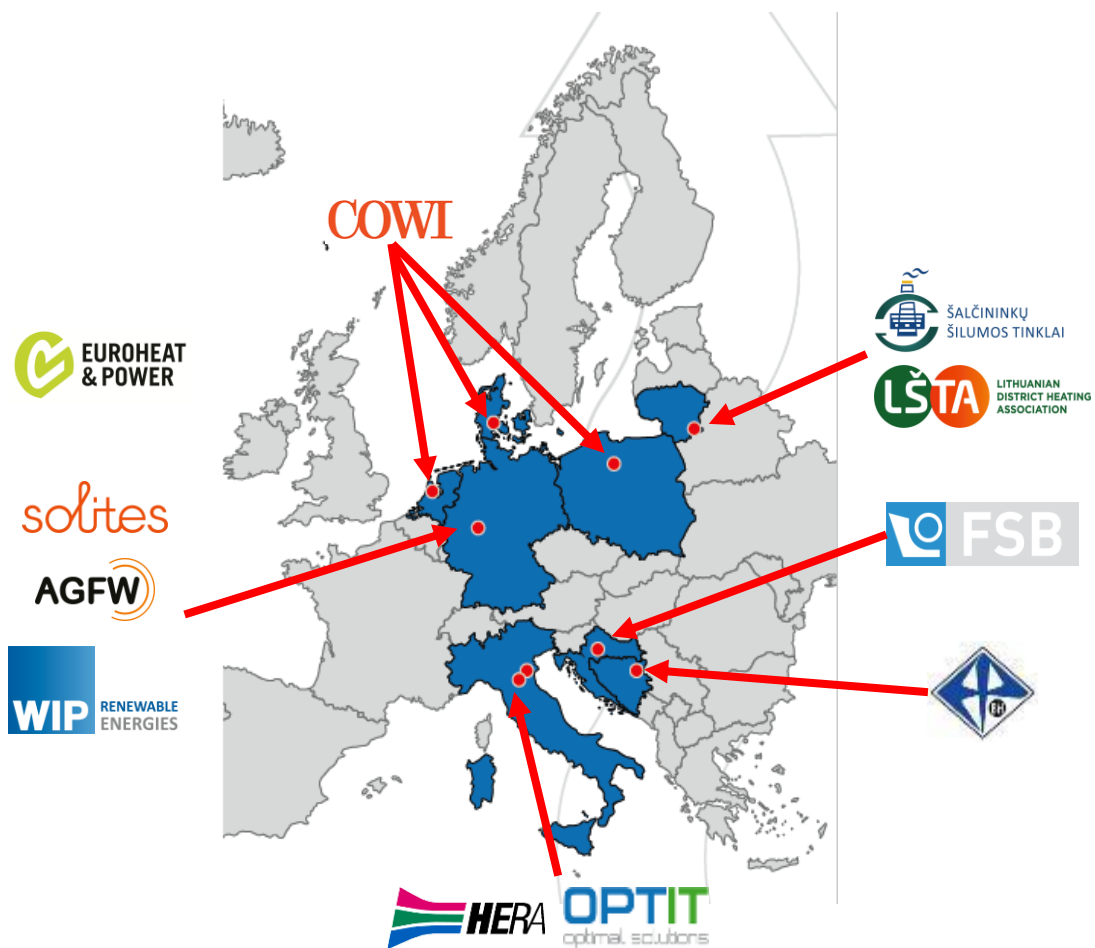 COWI
EUROHEAT
& POWER
ŠALČININKŲ
ŠILUMOS TINKLAI
LŠTA
LITHUANIAN
DISTRICT HEATING
ASSOCIATION
solites
AGFW
FSB
WIP
RENEWABLE
ENERGIES
EH
HERA
OPTIT
optimal solutions